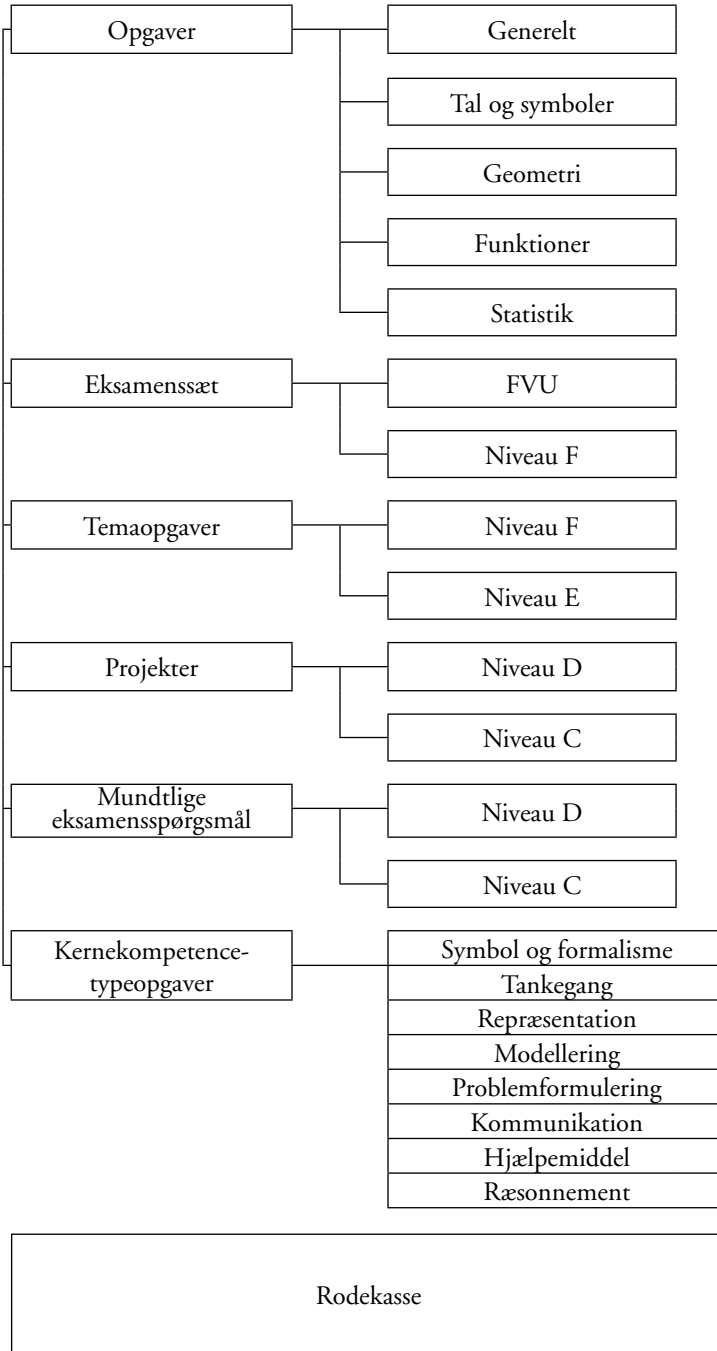 Opgaver
Generelt
Tal og symboler
Geometri
Funktioner
Statistik
Eksamenssæt
FVU
Niveau F
Temaopgaver
Niveau F
Niveau E
Projekter
Niveau D
Niveau C
Mundtlige
eksamensspørgsmål
Niveau D
Niveau C
Kernekompetence-
typeopgaver
Symbol og formalisme
Tankegang
Repræsentation
Modellering
Problemformulering
Kommunikation
Hjælpemiddel
Ræsonnement
Rodekasse